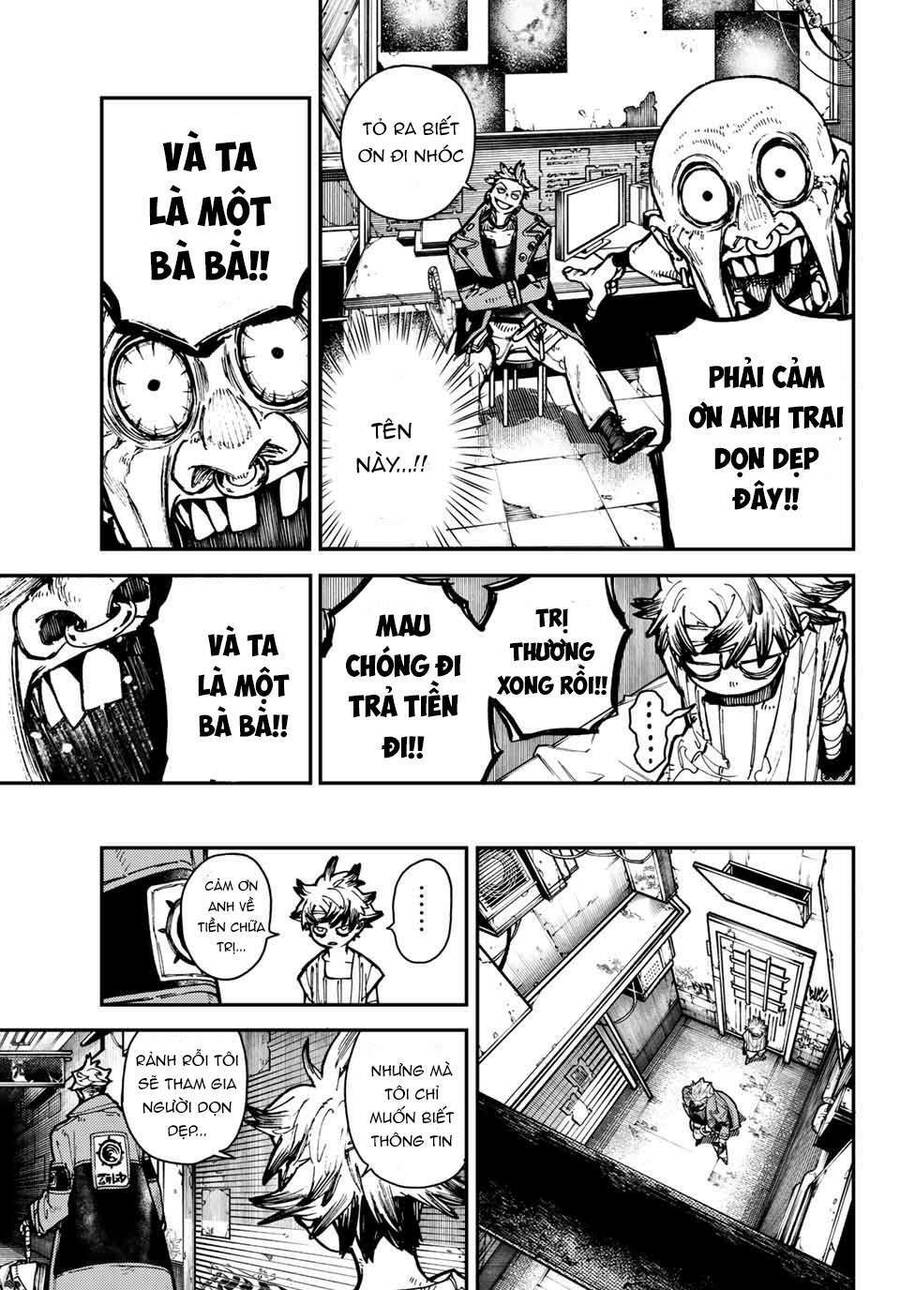 TỎ RA BIẾT
ƠN ĐI NHÓC
PHẢI CẢM
ƠN ANH TRAI
DỌN DẸP
ĐÂY!!
TÊN
NÀY...!!
VÀ TA
LÀ MỘT
BÀ BÀ!!
TRỊ
THƯƠNG
XONG RỒI!!
MAU
CHÓNG ĐI
TRẢ TIỀN
ĐI!!
VÀ TA
LÀ MỘT
BÀ BÀ!!
CẢM ƠN
ANH VỀ
TIỀN CHỮA
TRỊ...
NHƯNG MÀ
TÔI CHỈ
MUỐN BIẾT
THÔNG TIN
RẢNH RỖI TÔI
SẼ THAM GIA
NGƯỜI DỌN
DẸP...